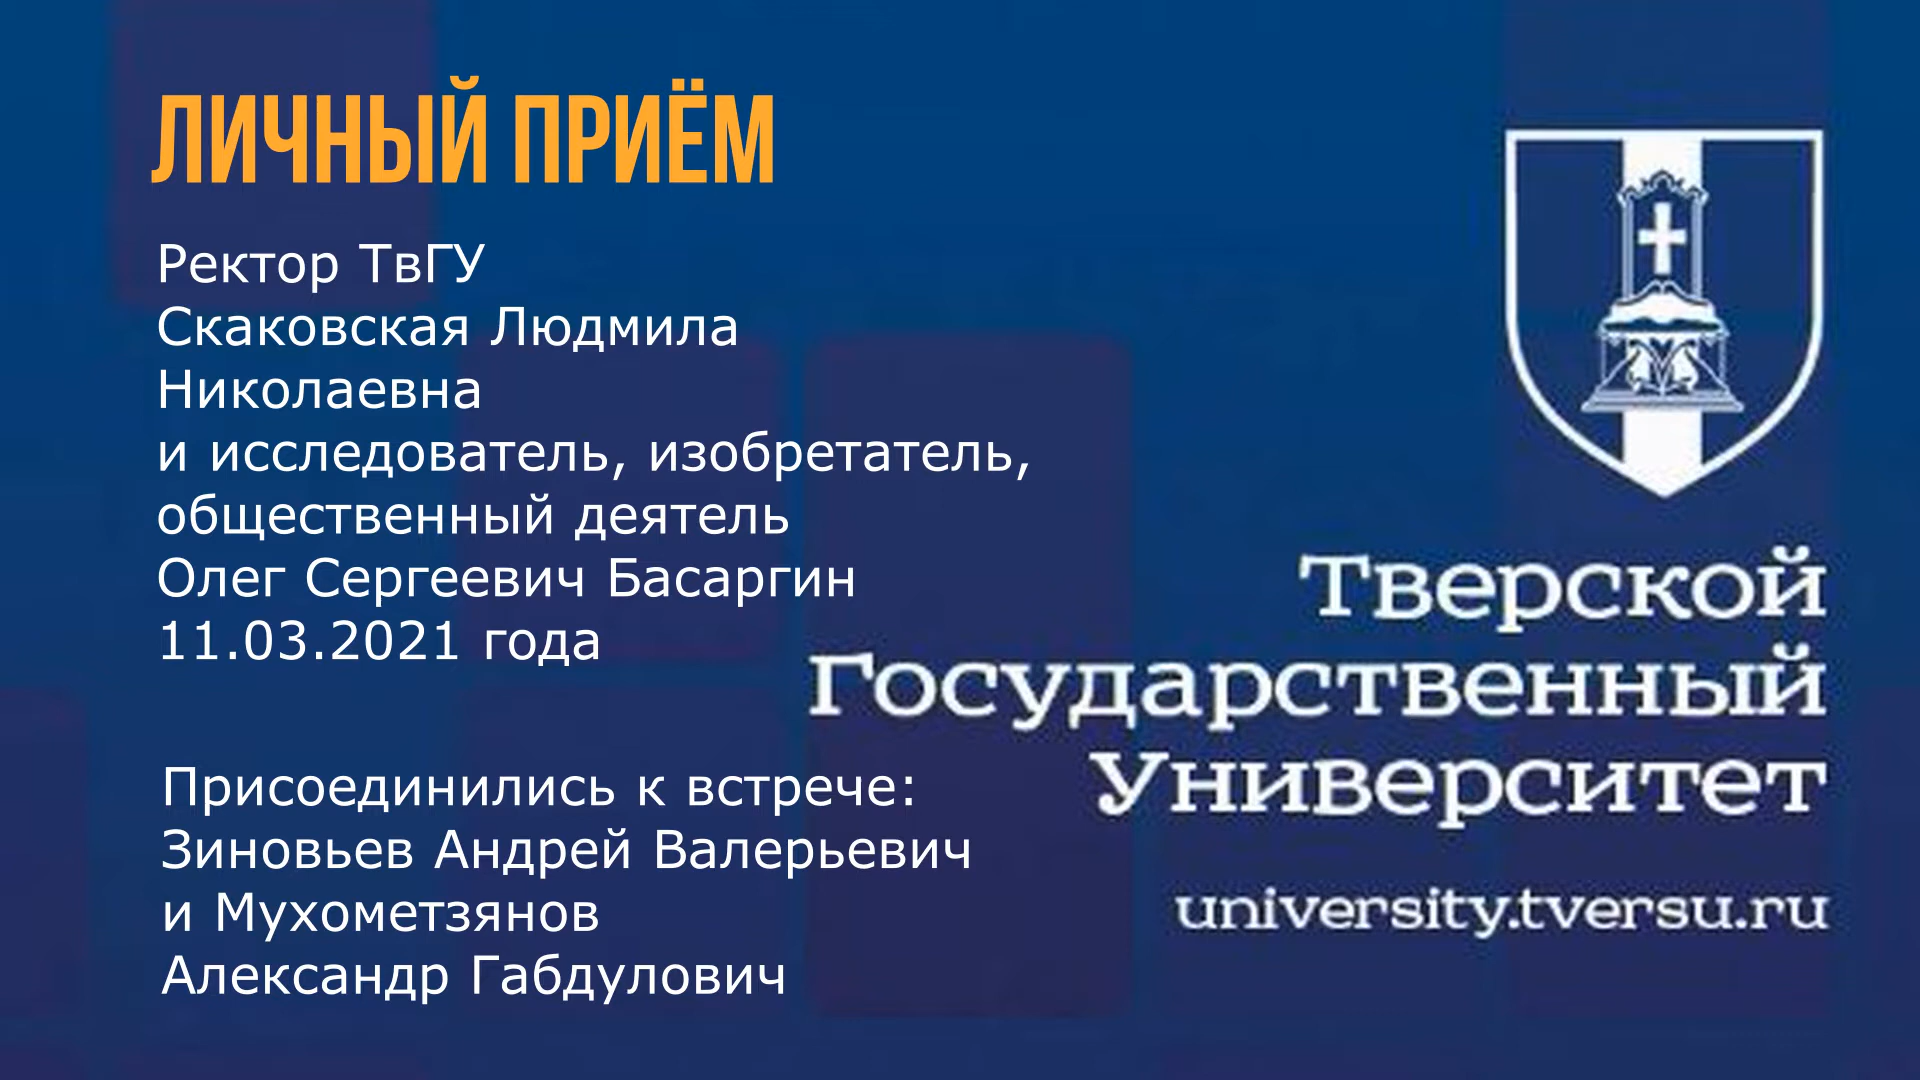 ЛИЧНЫЙ ПРИЁМ
Ректор ТвГУ
Скаковская Людмила
Николаевна
и исследователь, изобретатель,
общественный деятель
Олег Сергеевич Басаргин
11.03.2021 года
Присоединились к встрече:
Зиновьев Андрей Валерьевич
и Мухометзянов
Александр Габдулович
Тверской
Государственный
Университет
university.tversu.ru